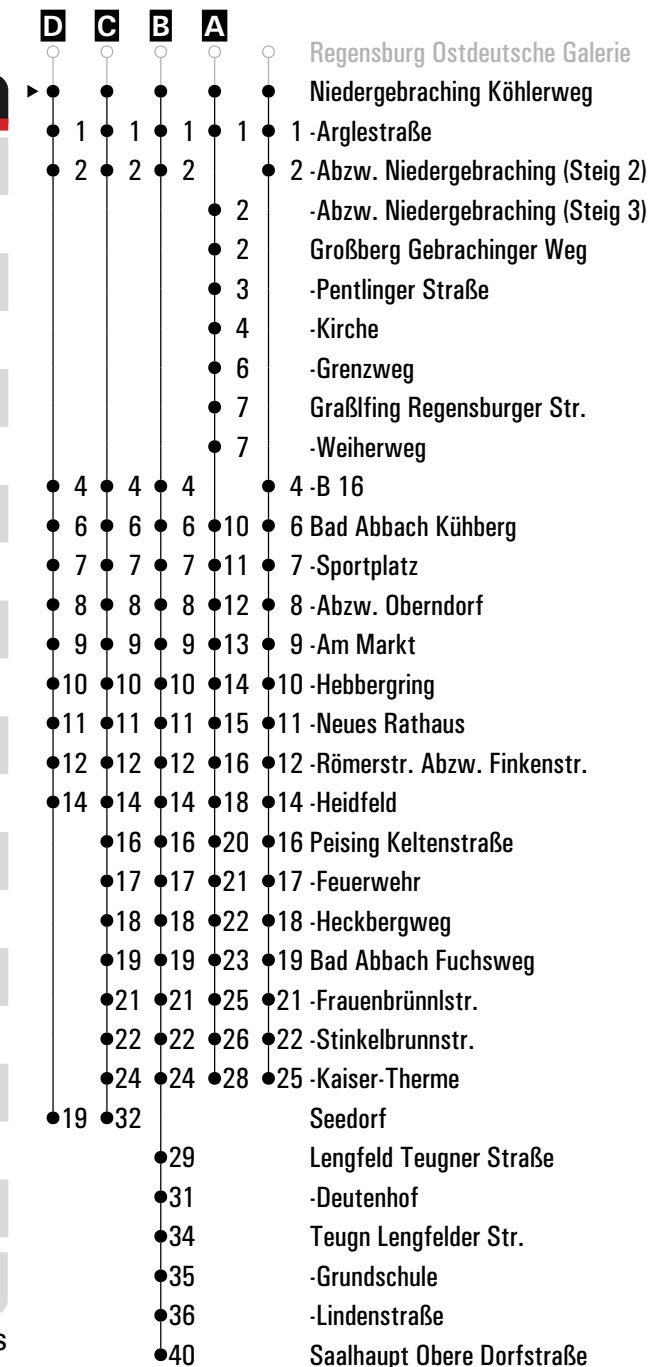 D C B A
Regensburg Ostdeutsche Galerie
Niedergebraching Köhlerweg
1 1 1 1 1 -Arglestraße
2 2 2 2 -Abzw. Niedergebraching (Steig 2)
2 -Abzw. Niedergebraching (Steig 3)
2 Großberg Gebrachinger Weg
3 -Pentlinger Straße
4 -Kirche
6 -Grenzweg
7 Graßlfing Regensburger Str.
7 -Weiherweg
4 4 4 4 -B 16
6 6 6 10 6 Bad Abbach Kühberg
7 7 7 11 7 -Sportplatz
8 8 8 12 8 -Abzw. Oberndorf
9 9 9 13 9 -Am Markt
10 10 10 14 10 -Hebbergring
11 11 11 15 11 -Neues Rathaus
12 12 12 16 12 -Römerstr. Abzw. Finkenstr.
14 14 14 18 14 -Heidfeld
16 16 20 16 Peising Keltenstraße
17 17 21 17 -Feuerwehr
18 18 22 18 -Heckbergweg
19 19 23 19 Bad Abbach Fuchsweg
21 21 25 21 -Frauenbrünnlstr.
22 22 26 22 -Stinkelbrunnstr.
24 24 28 25 -Kaiser-Therme
19 32 Seedorf
29 Lengfeld Teugner Straße
31 -Deutenhof
34 Teugn Lengfelder Str.
35 -Grundschule
36 -Lindenstraße
s
40 Saalhaupt Obere Dorfstraße